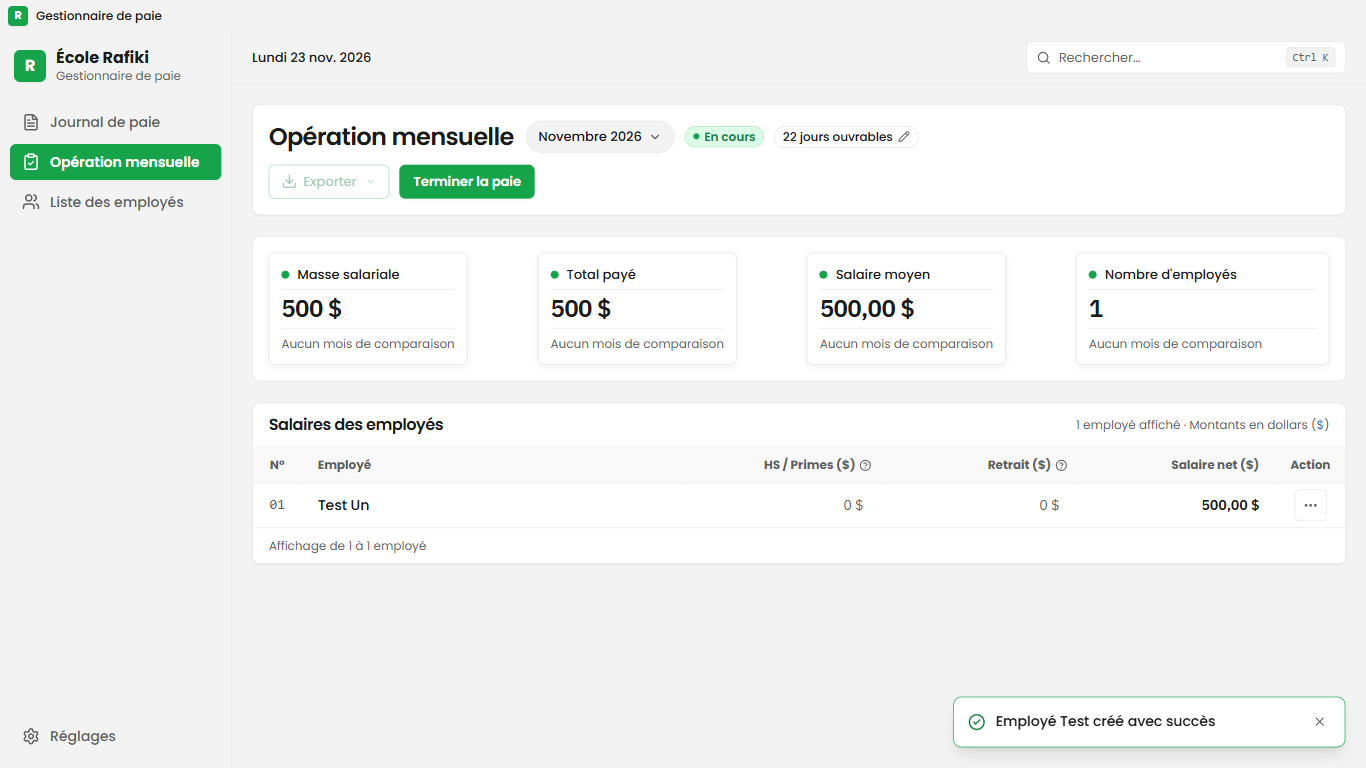 R Gestionnaire de paie
R École Rafiki
Gestionnaire de paie
Journal de paie
Opération mensuelle
Liste des employés
Réglages
Lundi 23 nov. 2026
Rechercher... Ctrl K
Opération mensuelle Novembre 2026 En cours 22 jours ouvrables
Exporter Terminer la paie
Masse salariale
500 $
Aucun mois de comparaison
Total payé
500 $
Aucun mois de comparaison
Salaire moyen
500,00 $
Aucun mois de comparaison
Nombre d'employés
1
Aucun mois de comparaison
Salaires des employés 1 employé affiché · Montants en dollars ($)
N° Employé HS / Primes ($) Retrait ($) Salaire net ($) Action
01 Test Un 0 $ 0 $ 500,00 $
Affichage de 1 à 1 employé
Employé Test créé avec succès